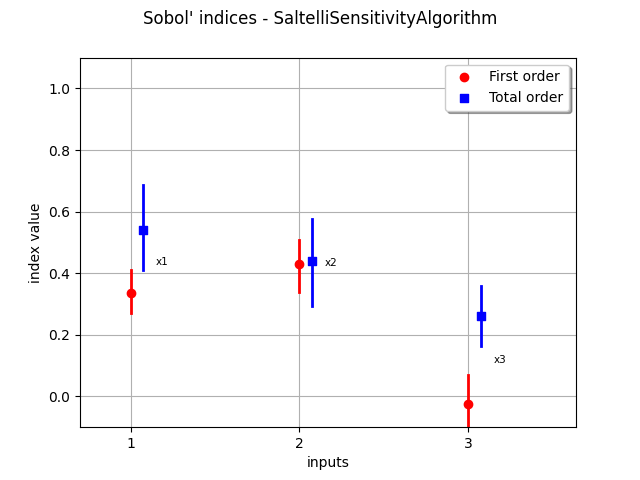 Sobol' indices - SaltelliSensitivityAlgorithm
First order
Total order
1.0
0.8
0.6
0.4
0.2
0.0
index value
x1
x2
x3
1
2
3
inputs